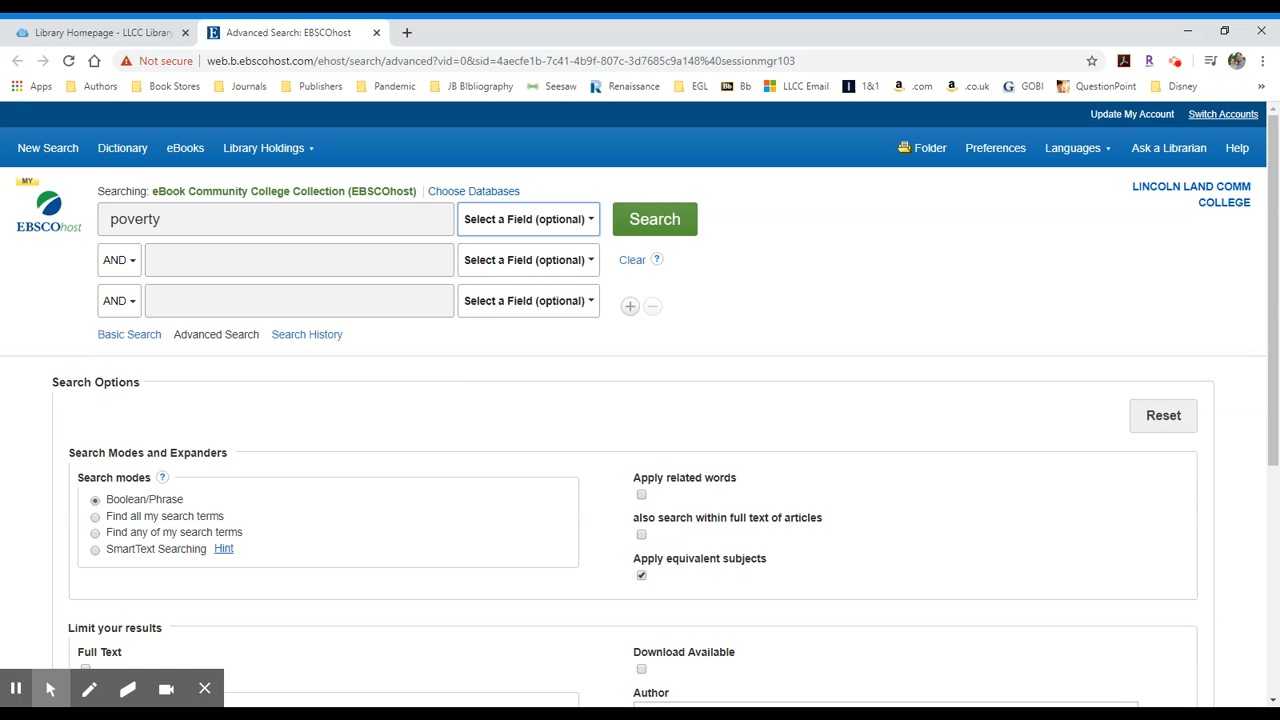 Library Homepage - LLCC Library
Advanced Search: EBSCOhost
Not secure
web.b.ebscohost.com/ehost/search/advanced?vid=0&sid=4aecfe1b-7c41-4b9f-807c-3d7685c9a148%40sessionmgr103
Apps Authors Book Stores Journals Publishers Pandemic JB BIbliography Seesaw Renaissance EGL Bb Bb LLCC Email 1&1 .com .co.uk GOBI QuestionPoint Disney
Update My Account Switch Accounts
New Search Dictionary eBooks Library Holdings Folder Preferences Languages Ask a Librarian Help
MY
EBSCOhost
Searching: eBook Community College Collection (EBSCOhost) Choose Databases
LINCOLN LAND COMM
COLLEGE
poverty Select a Field (optional) Search
AND Select a Field (optional) Clear ?
AND Select a Field (optional)
Basic Search Advanced Search Search History
Search Options
Reset
Search Modes and Expanders
Search modes ?
Boolean/Phrase
Find all my search terms
Find any of my search terms
SmartText Searching Hint
Apply related words
also search within full text of articles
Apply equivalent subjects
Limit your results
Full Text
Download Available
Author